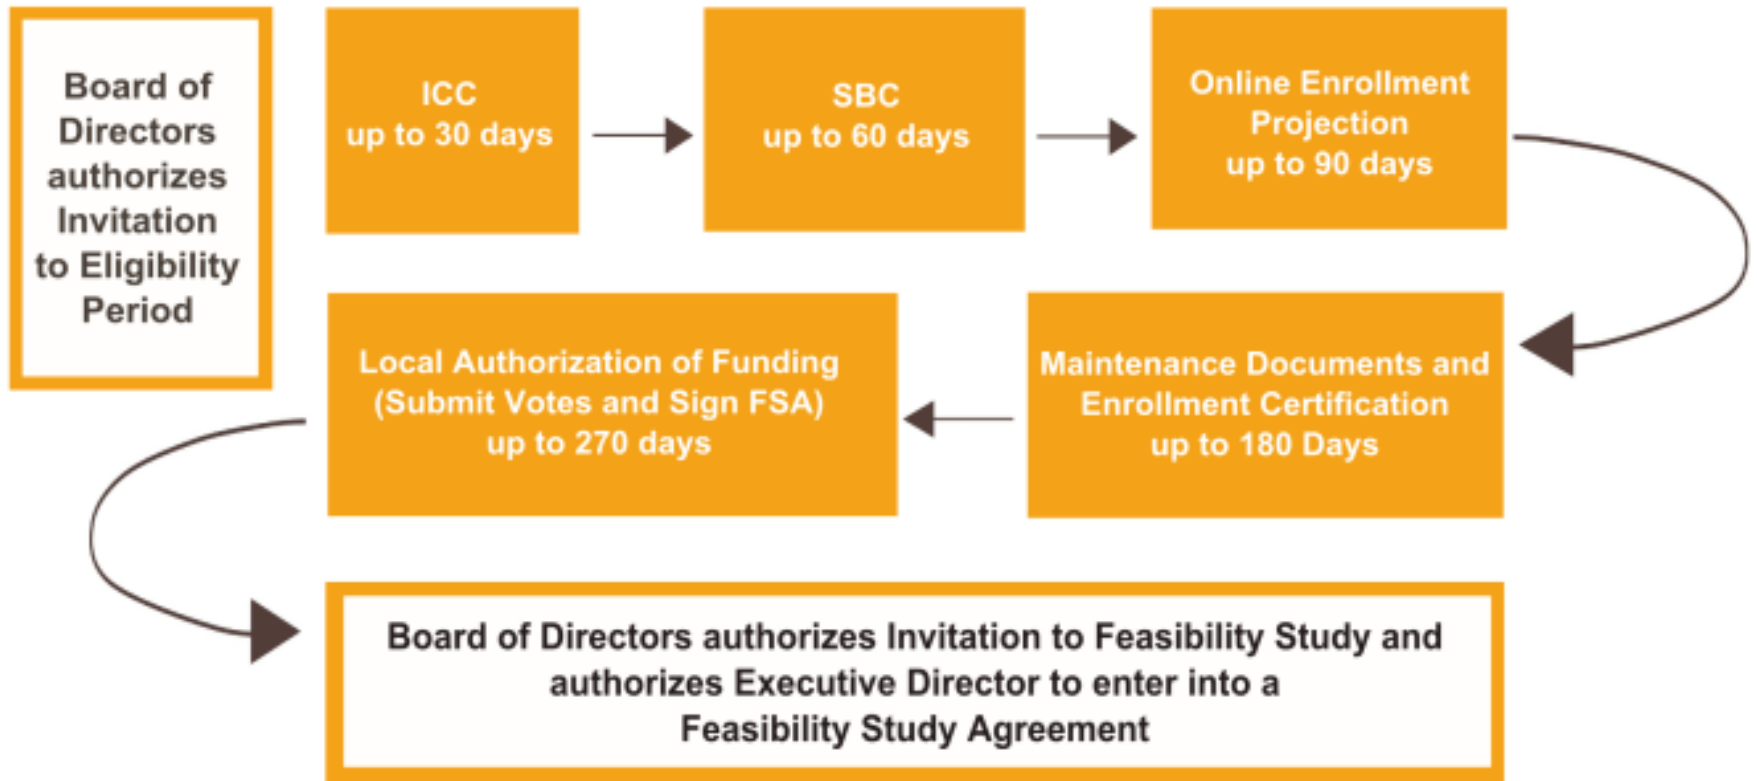 Board of
Directors
authorizes
Invitation
to Eligibility
Period
ICC
up to 30 days
SBC
up to 60 days
Online Enrollment
Projection
up to 90 days
Maintenance Documents and
Enrollment Certification
up to 180 Days
Local Authorization of Funding
(Submit Votes and Sign FSA)
up to 270 days
Board of Directors authorizes Invitation to Feasibility Study and
authorizes Executive Director to enter into a
Feasibility Study Agreement